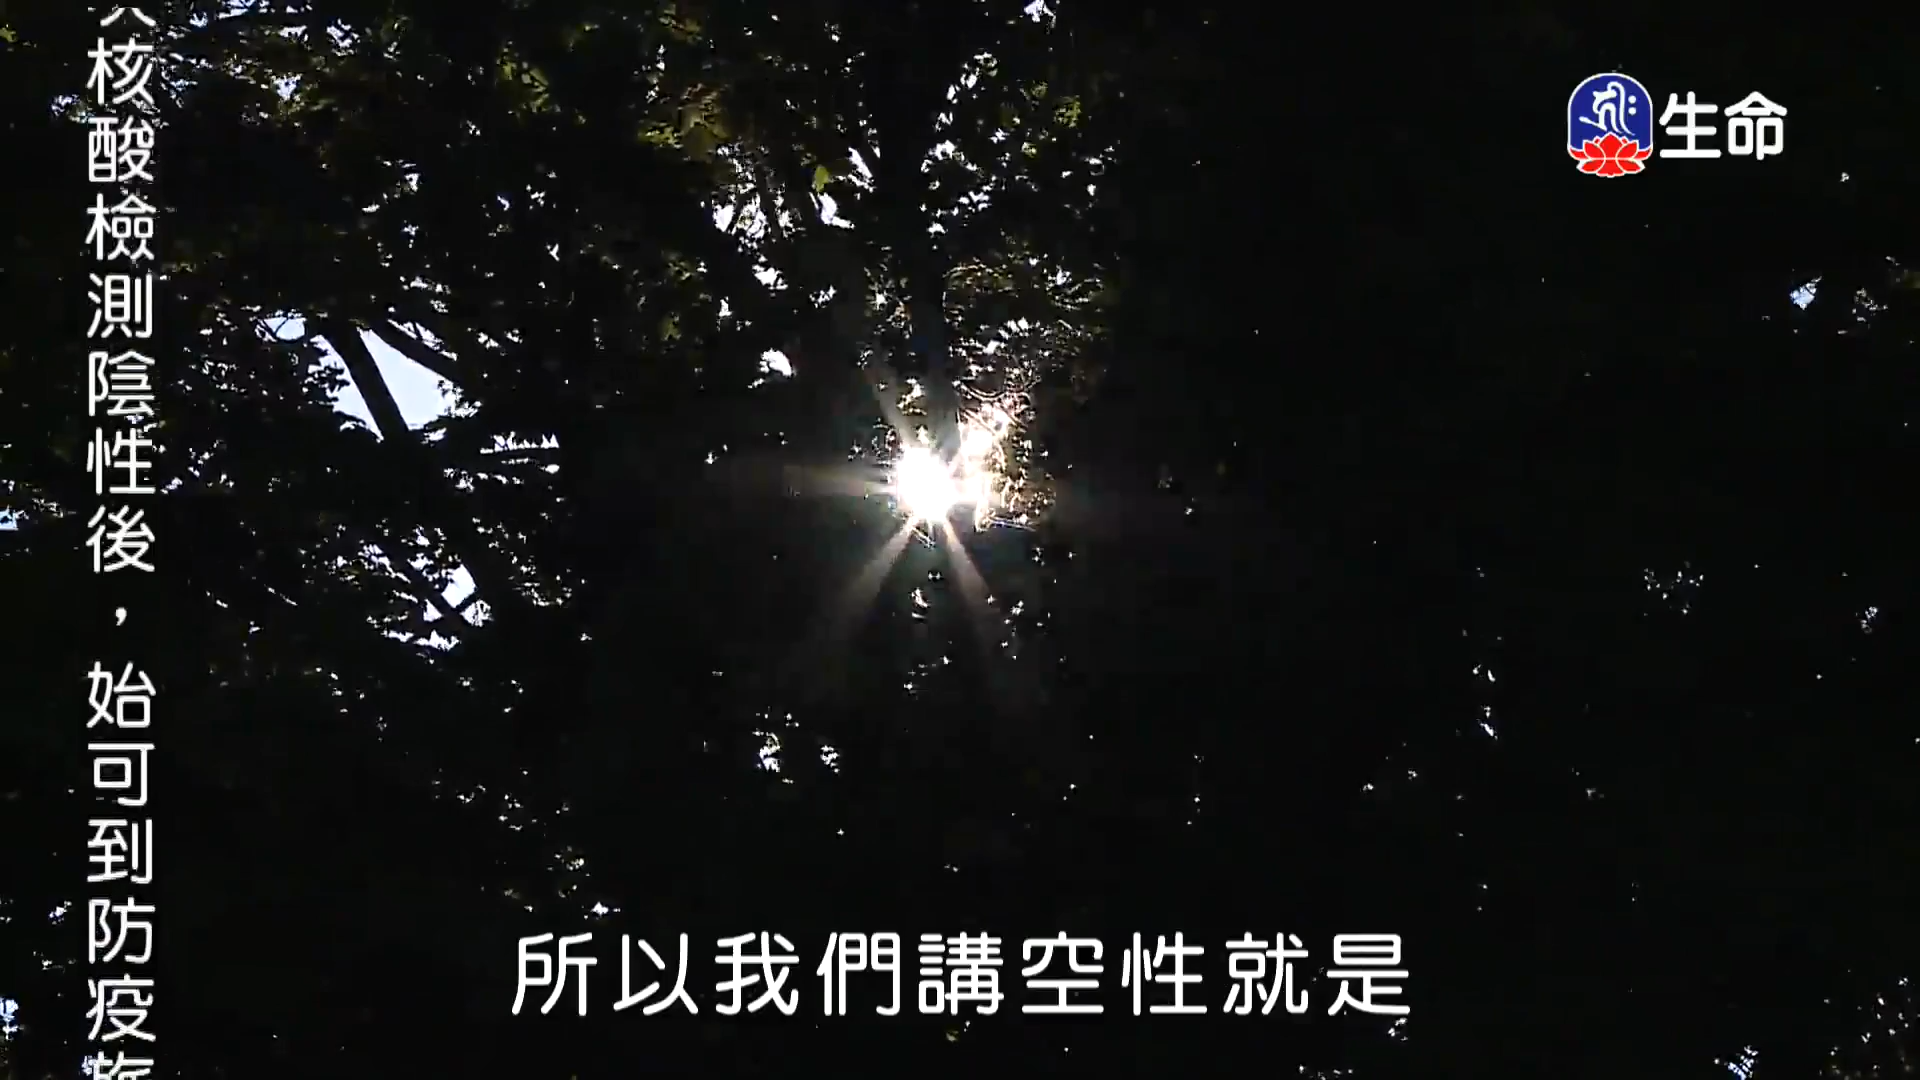 生命
核酸檢測陰性後，始可到防疫
所以我們講空性就是